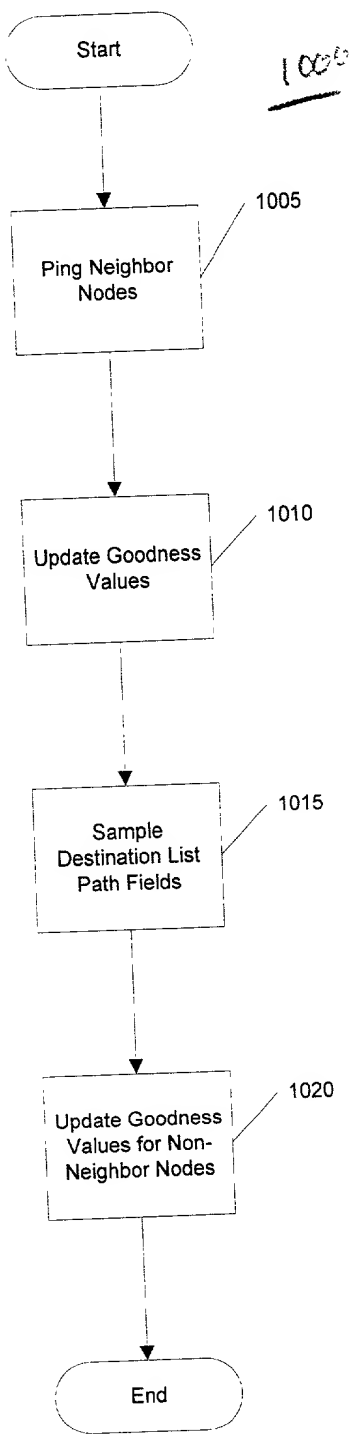 Start
1000
1005
Ping Neighbor
Nodes
1010
Update Goodness
Values
1015
Sample
Destination List
Path Fields
1020
Update Goodness
Values for Non-
Neighbor Nodes
End